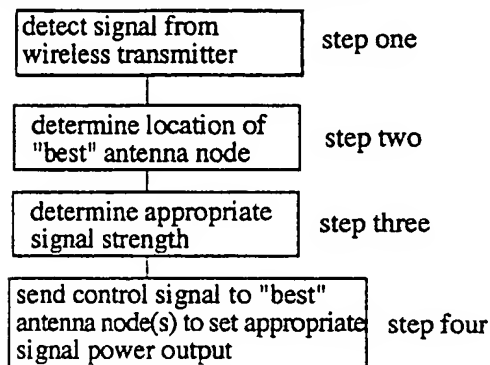 detect signal from
wireless transmitter
step one
determine location of
"best" antenna node
step two
determine appropriate
signal strength
step three
send control signal to "best"
antenna node(s) to set appropriate
signal power output
step four